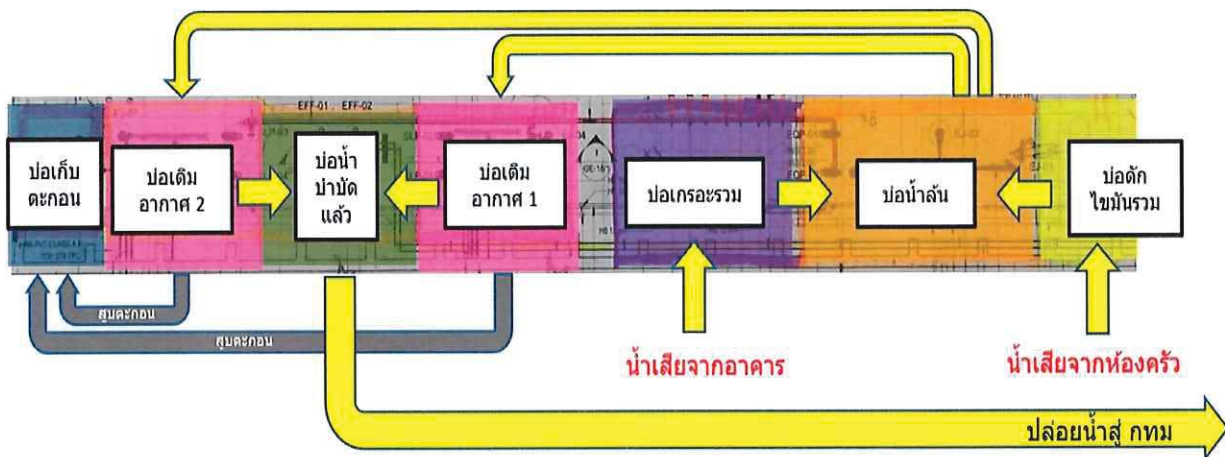 EFF-01 , EFF-02
บ่อเก็บ
ตะกอน
บ่อเติม
อากาศ 2
บ่อน้ำ
บำบัด
แล้ว
บ่อเติม
อากาศ 1
บ่อเกรอะรวม
บ่อน้ำล้น
บ่อดัก
ไขมันรวม
สูบตะกอน
สูบตะกอน
น้ำเสียจากอาคาร
น้ำเสียจากห้องครัว
ปล่อยน้ำสู่ กทม